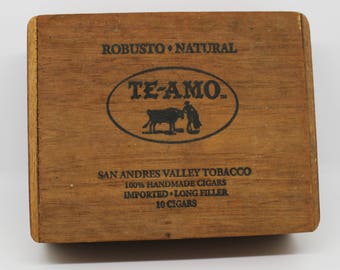 ROBUSTO ♦ NATURAL
TE-AMO
SAN ANDRES VALLEY TOBACCO
100% HANDMADE CIGARS
IMPORTED • LONG FILLER
10 CIGARS